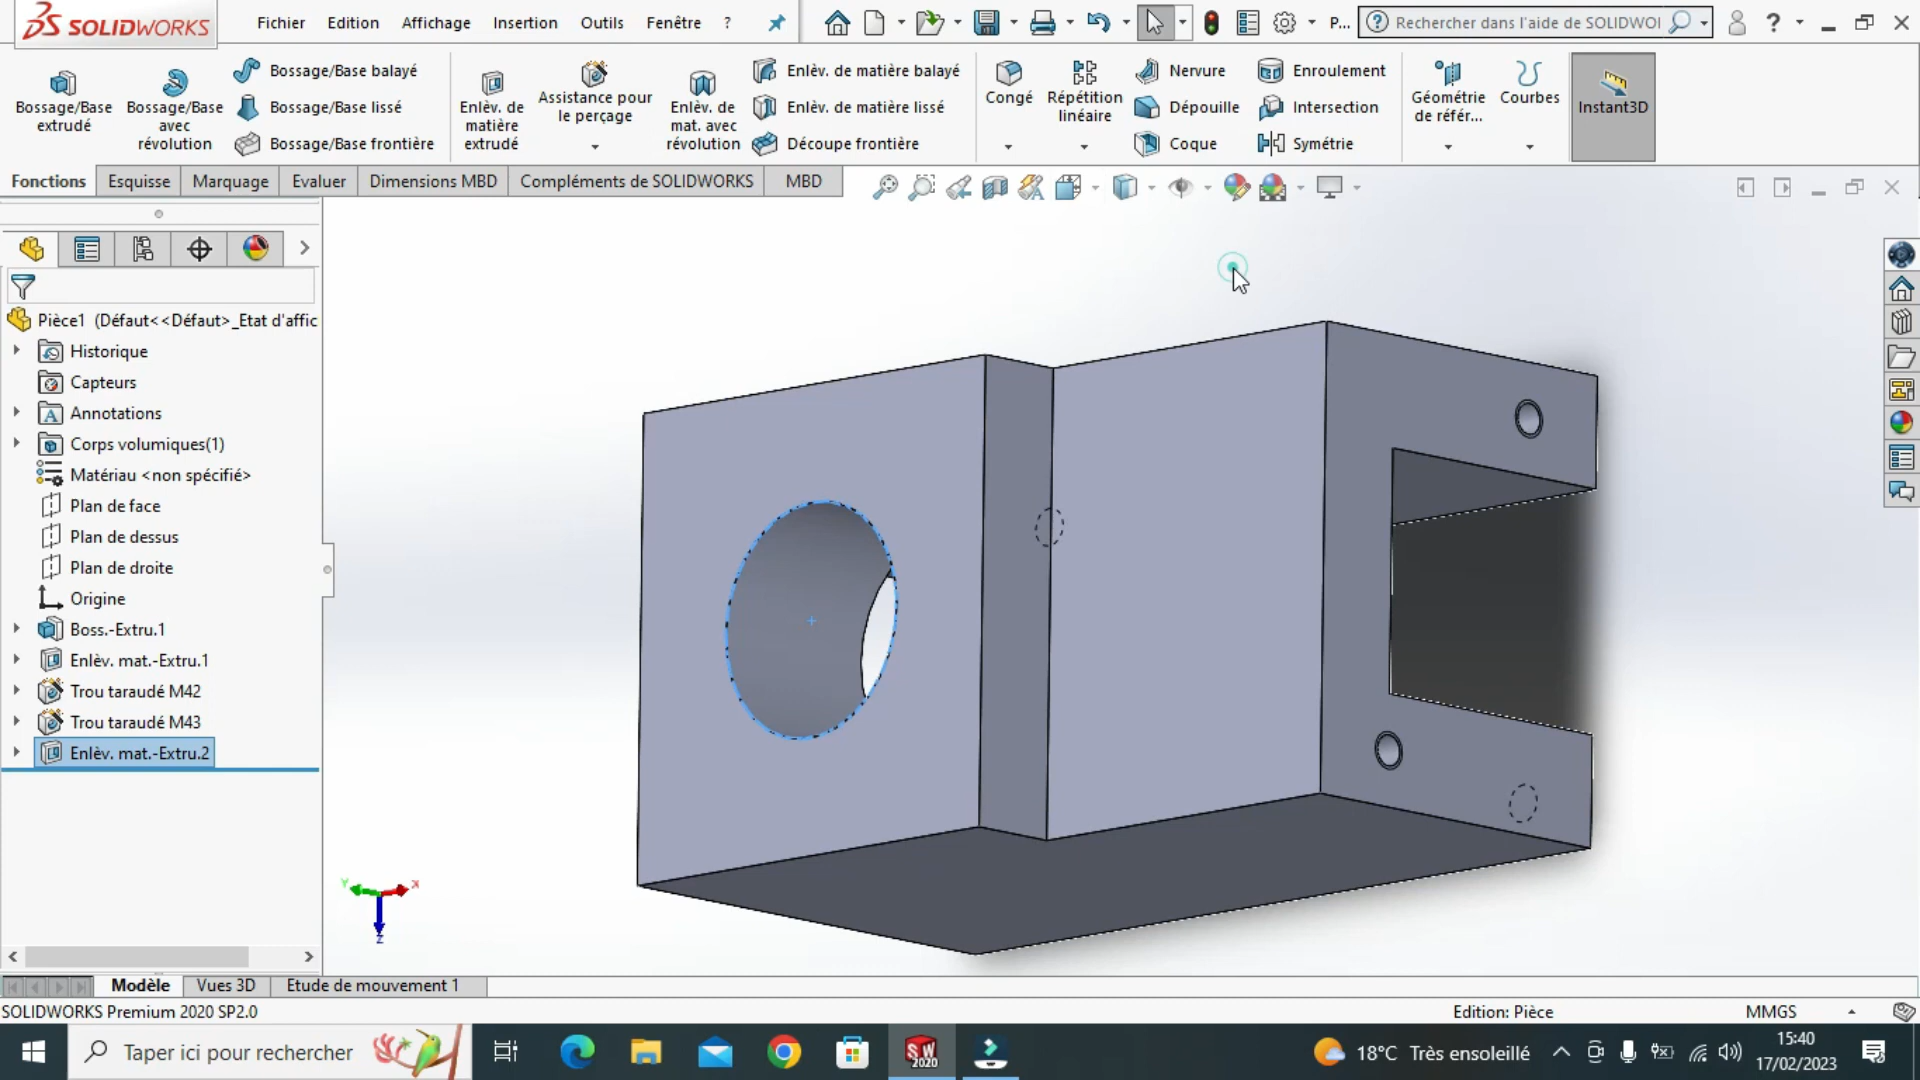 SOLIDWORKS
Fichier Edition Affichage Insertion Outils Fenêtre ?
P... Rechercher dans l'aide de SOLIDWOI
Bossage/Base extrudé
Bossage/Base avec révolution
Bossage/Base balayé
Bossage/Base lissé
Bossage/Base frontière
Enlèv. de matière extrudé
Assistance pour le perçage
Enlèv. de mat. avec révolution
Enlèv. de matière balayé
Enlèv. de matière lissé
Découpe frontière
Congé
Répétition linéaire
Nervure
Dépouille
Coque
Enroulement
Intersection
Symétrie
Géométrie de référ...
Courbes
Instant3D
Fonctions Esquisse Marquage Evaluer Dimensions MBD Compléments de SOLIDWORKS MBD
Pièce1 (Défaut<<Défaut>_Etat d'affic
Historique
Capteurs
Annotations
Corps volumiques(1)
Matériau <non spécifié>
Plan de face
Plan de dessus
Plan de droite
Origine
Boss.-Extru.1
Enlèv. mat.-Extru.1
Trou taraudé M42
Trou taraudé M43
Enlèv. mat.-Extru.2
Y X
Z
Modèle Vues 3D Etude de mouvement 1
SOLIDWORKS Premium 2020 SP2.0 Edition: Pièce MMGS
Taper ici pour rechercher
SW
2020
18°C Très ensoleillé
15:40
17/02/2023